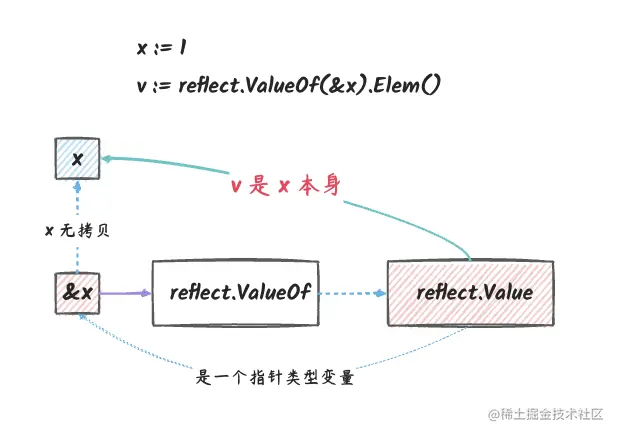 x := 1
v := reflect.ValueOf(&x).Elem()
x
v 是 x 本身
x 无拷贝
&x
reflect.ValueOf
reflect.Value
是一个指针类型变量
@稀土掘金技术社区